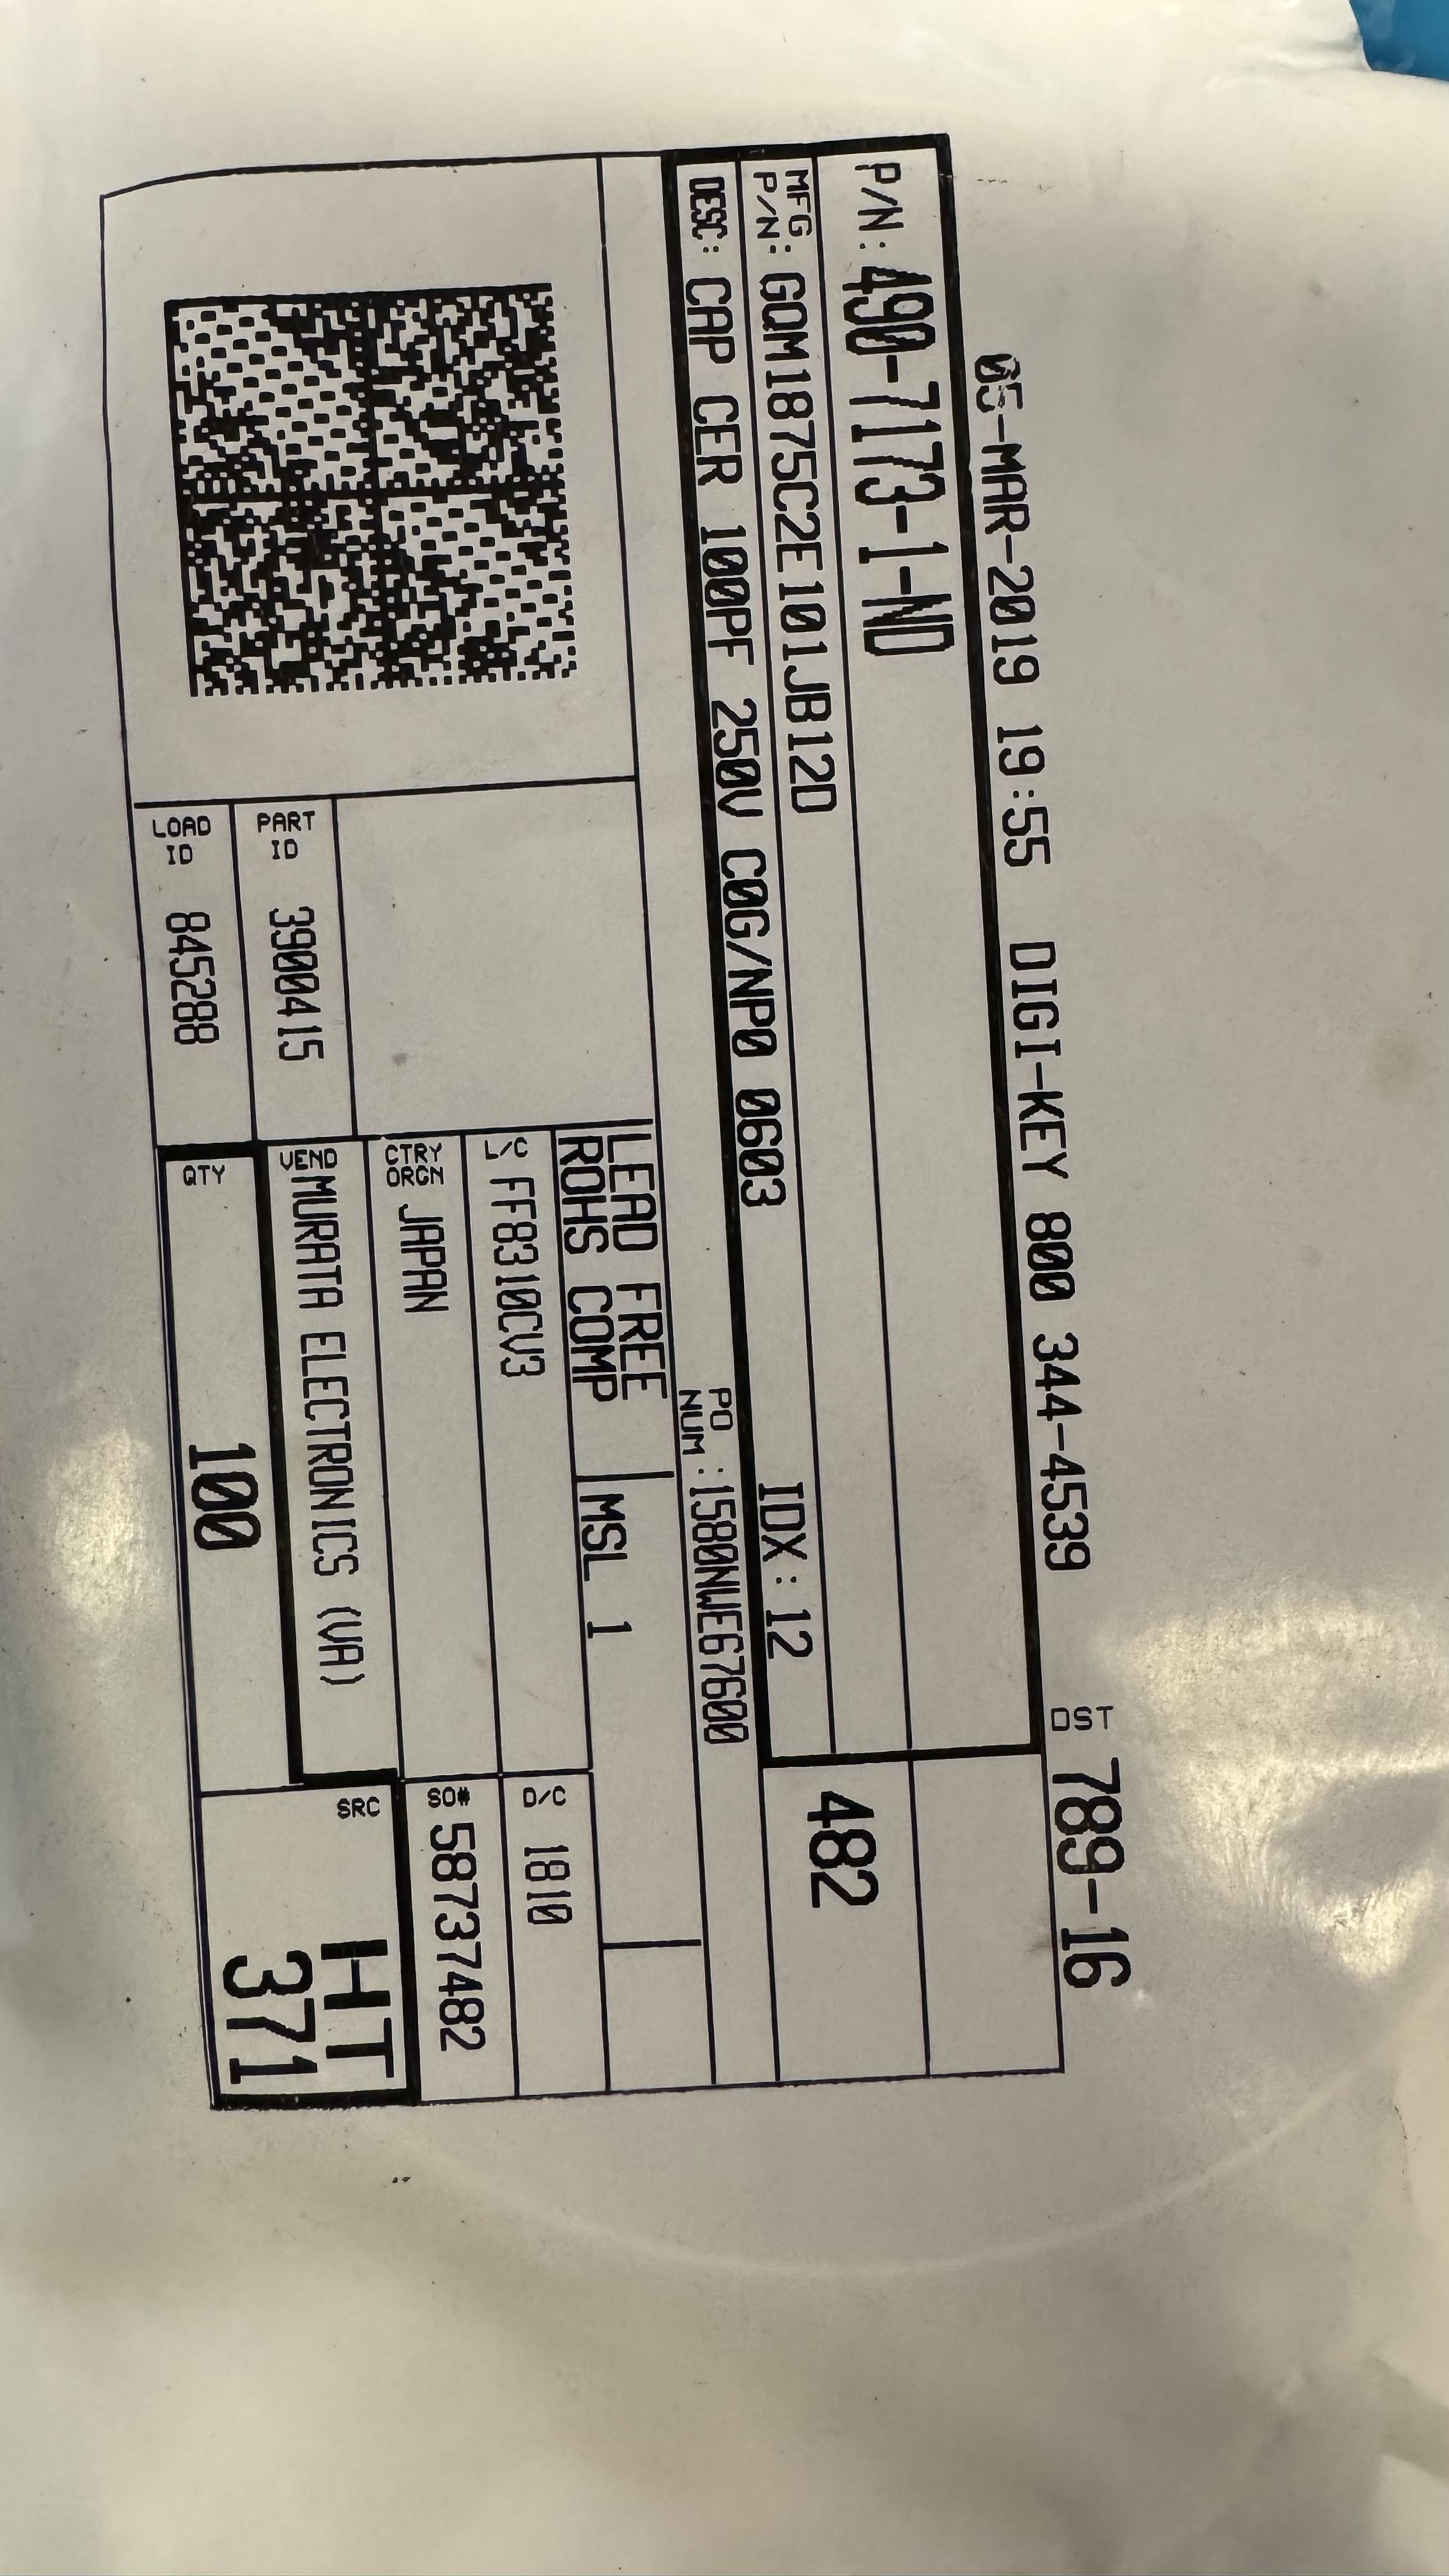 05-MAR-2019 19:55 DIGI-KEY 800 344-4539 DST 789-16
P/N: 490-7173-1-ND
MFG P/N: GQM1875C2E101JB12D
482
DESC: CAP CER 100PF 250V C0G/NP0 0603 IDX: 12
PO NUM: 1580NWE67600
LEAD FREE
ROHS COMP
MSL 1
L/C FF8310CV3
D/C 1810
CTRY ORGN JAPAN
SO# 58737482
PART ID 3900415
VEND MURATA ELECTRONICS (VA)
SRC HT
371
LOAD ID 845288
QTY 100